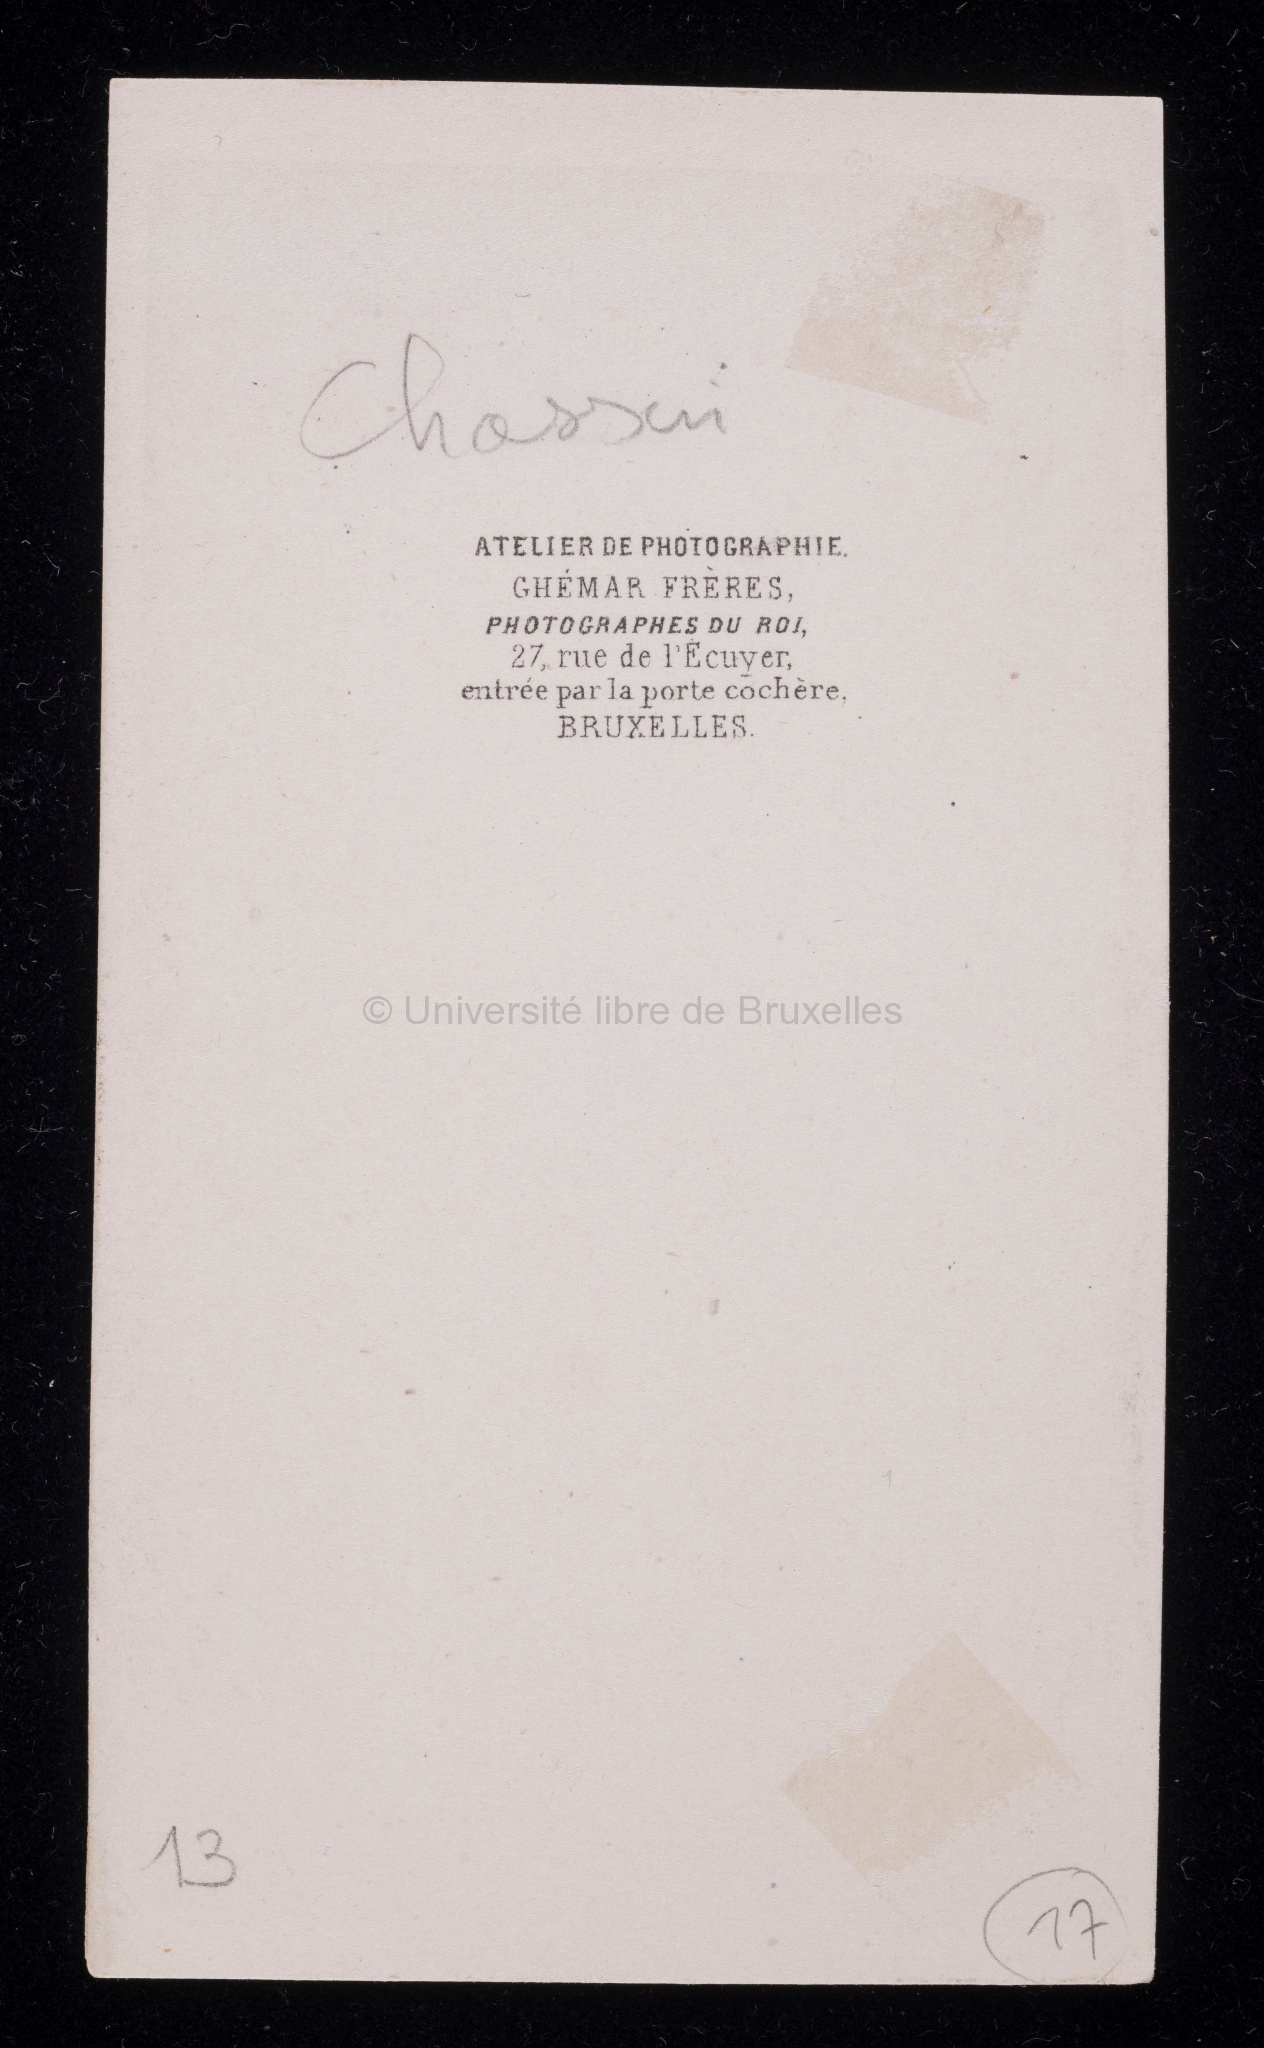 Chassin
ATELIER DE PHOTOGRAPHIE.
GHÉMAR FRÈRES,
PHOTOGRAPHES DU ROI,
27, rue de l'Écuyer,
entrée par la porte cochère,
BRUXELLES.
© Université libre de Bruxelles
13
17